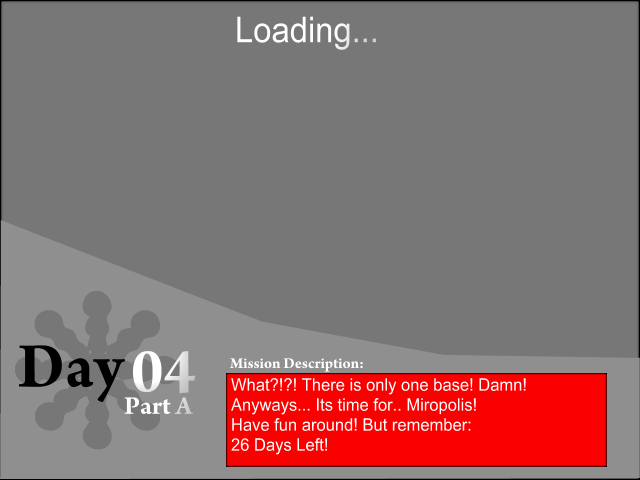 Loading...
Day 04
Part A
Mission Description:
What?!?! There is only one base! Damn!
Anyways... Its time for.. Miropolis!
Have fun around! But remember:
26 Days Left!